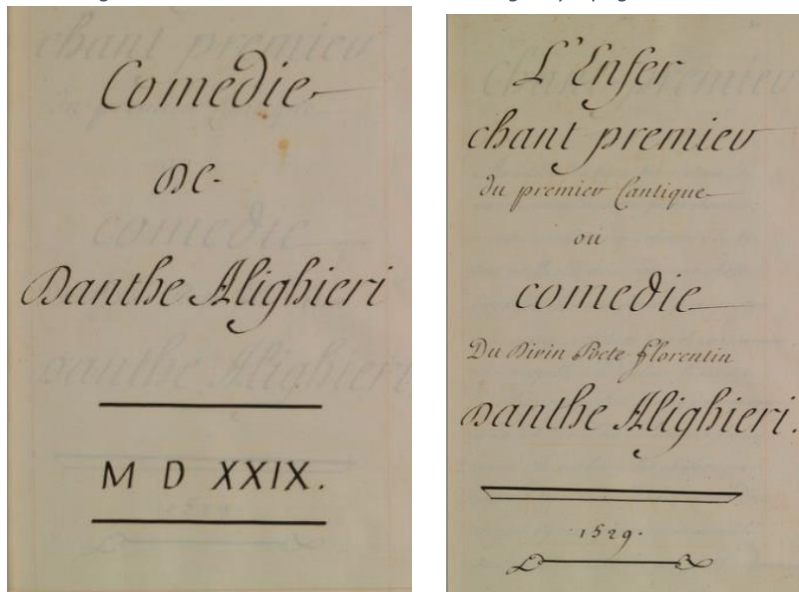 Comedie
De
Danthe Alighieri
M D XXIX.
L'Enfer
chant premier
du premier Cantique
ou
comedie
Du Divin Poete florentin
Danthe Alighieri.
1529.